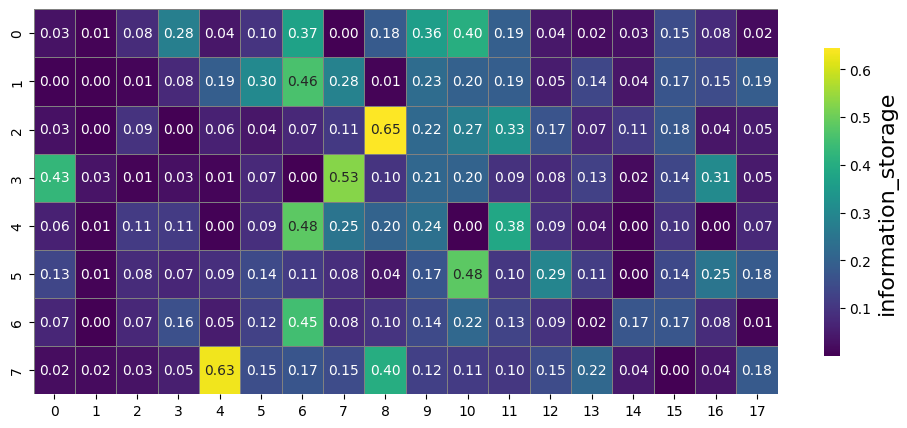 0 0.03 0.01 0.08 0.28 0.04 0.10 0.37 0.00 0.18 0.36 0.40 0.19 0.04 0.02 0.03 0.15 0.08 0.02
1 0.00 0.00 0.01 0.08 0.19 0.30 0.46 0.28 0.01 0.23 0.20 0.19 0.05 0.14 0.04 0.17 0.15 0.19
2 0.03 0.00 0.09 0.00 0.06 0.04 0.07 0.11 0.65 0.22 0.27 0.33 0.17 0.07 0.11 0.18 0.04 0.05
3 0.43 0.03 0.01 0.03 0.01 0.07 0.00 0.53 0.10 0.21 0.20 0.09 0.08 0.13 0.02 0.14 0.31 0.05
4 0.06 0.01 0.11 0.11 0.00 0.09 0.48 0.25 0.20 0.24 0.00 0.38 0.09 0.04 0.00 0.10 0.00 0.07
5 0.13 0.01 0.08 0.07 0.09 0.14 0.11 0.08 0.04 0.17 0.48 0.10 0.29 0.11 0.00 0.14 0.25 0.18
6 0.07 0.00 0.07 0.16 0.05 0.12 0.45 0.08 0.10 0.14 0.22 0.13 0.09 0.02 0.17 0.17 0.08 0.01
7 0.02 0.02 0.03 0.05 0.63 0.15 0.17 0.15 0.40 0.12 0.11 0.10 0.15 0.22 0.04 0.00 0.04 0.18
0 1 2 3 4 5 6 7 8 9 10 11 12 13 14 15 16 17
0.6
0.5
0.4
0.3
0.2
0.1
information_storage